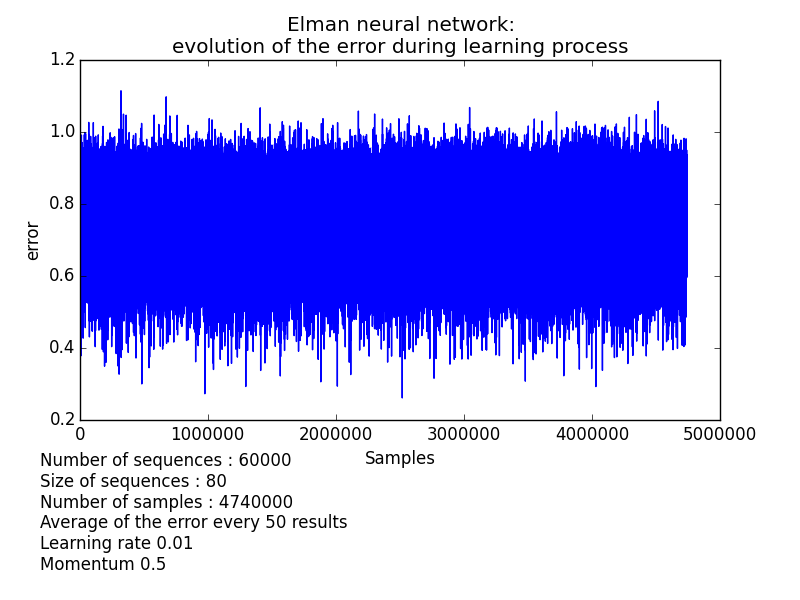 Elman neural network:
evolution of the error during learning process
1.2
1.0
0.8
0.6
0.4
0.2
error
0 1000000 2000000 3000000 4000000 5000000
Samples
Number of sequences : 60000
Size of sequences : 80
Number of samples : 4740000
Average of the error every 50 results
Learning rate 0.01
Momentum 0.5